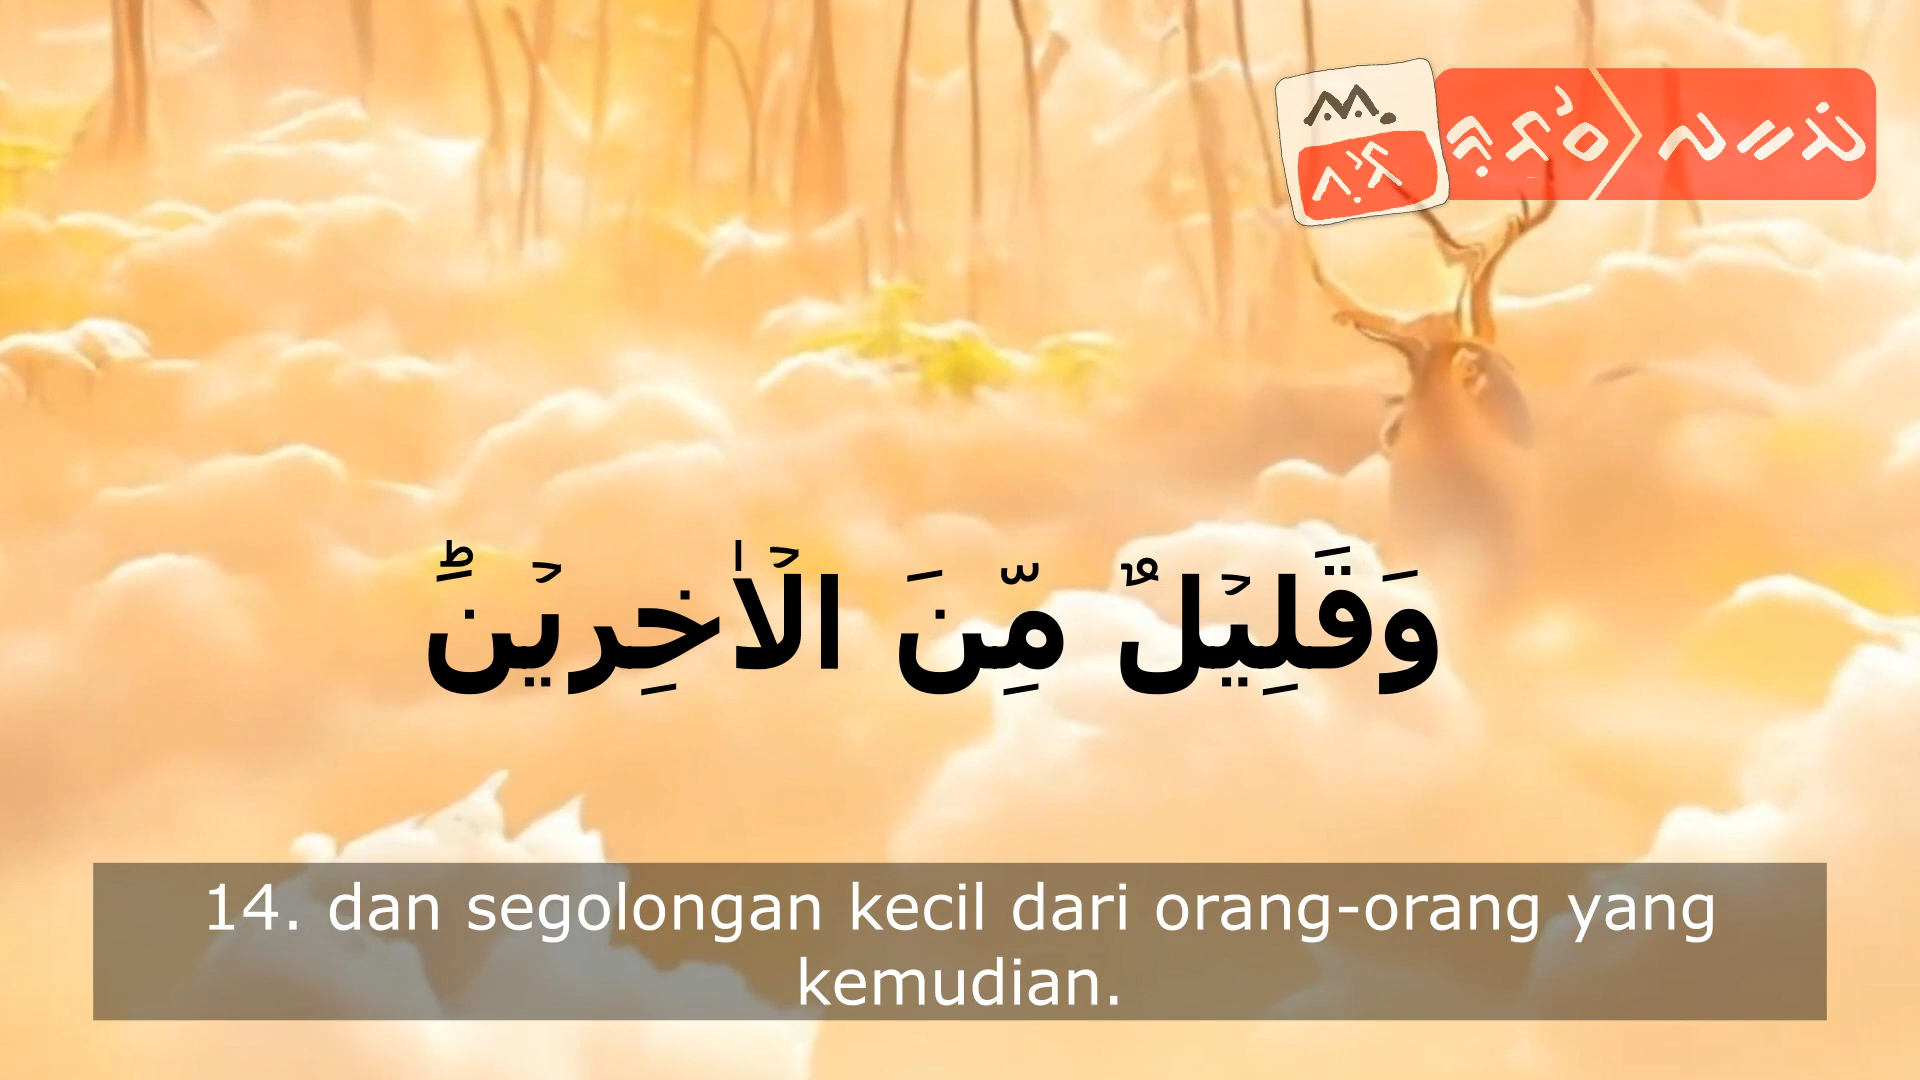 وَقَلِيۡلٌ مِّنَ الۡاٰخِرِيۡنَؕ
14. dan segolongan kecil dari orang-orang yang
kemudian.